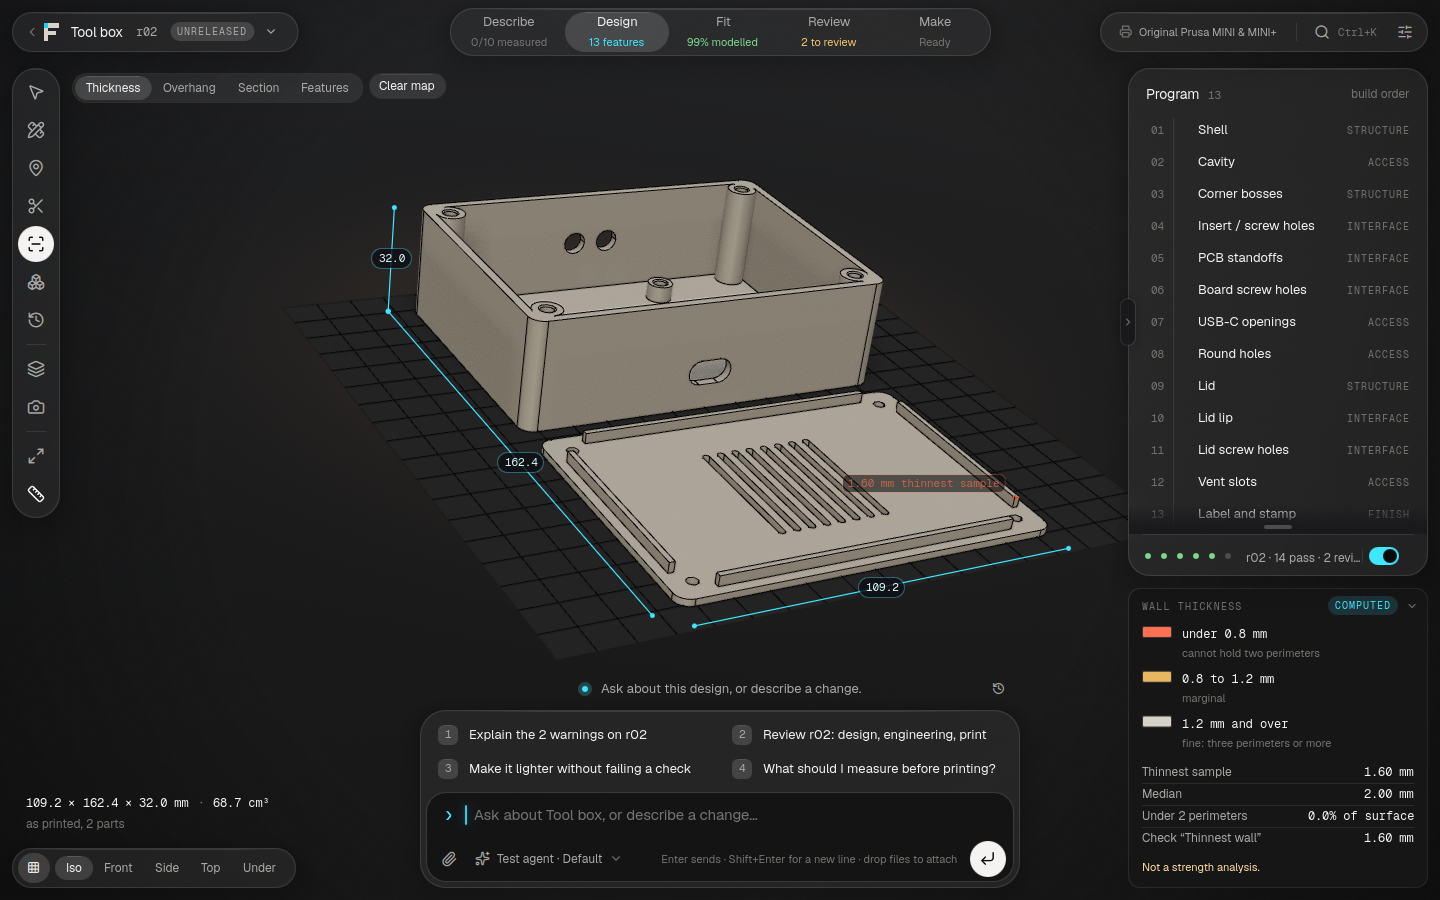 Tool box r02 UNRELEASED
Describe
0/10 measured
Design
13 features
Fit
99% modelled
Review
2 to review
Make
Ready
Original Prusa MINI & MINI+
Ctrl+K
Thickness Overhang Section Features Clear map
Program 13 build order
01 Shell STRUCTURE
02 Cavity ACCESS
03 Corner bosses STRUCTURE
04 Insert / screw holes INTERFACE
05 PCB standoffs INTERFACE
06 Board screw holes INTERFACE
07 USB-C openings ACCESS
08 Round holes ACCESS
09 Lid STRUCTURE
10 Lid lip INTERFACE
11 Lid screw holes INTERFACE
12 Vent slots ACCESS
13 Label and stamp FINISH
r02 · 14 pass · 2 revi…
32.0
162.4
1.60 mm thinnest sample
109.2
WALL THICKNESS COMPUTED
under 0.8 mm
cannot hold two perimeters
0.8 to 1.2 mm
marginal
1.2 mm and over
fine: three perimeters or more
Thinnest sample 1.60 mm
Median 2.00 mm
Under 2 perimeters 0.0% of surface
Check “Thinnest wall” 1.60 mm
Not a strength analysis.
Ask about this design, or describe a change.
1 Explain the 2 warnings on r02
2 Review r02: design, engineering, print
3 Make it lighter without failing a check
4 What should I measure before printing?
Ask about Tool box, or describe a change…
Test agent · Default
Enter sends · Shift+Enter for a new line · drop files to attach
109.2 × 162.4 × 32.0 mm · 68.7 cm³
as printed, 2 parts
Iso Front Side Top Under